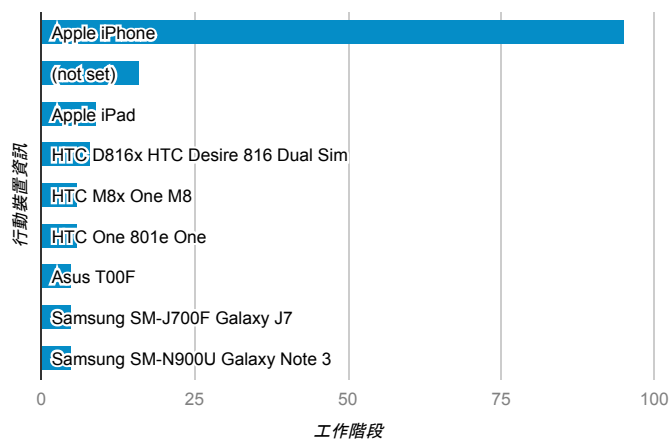 Apple iPhone
(not set)
Apple iPad
HTC D816x HTC Desire 816 Dual Sim
HTC M8x One M8
HTC One 801e One
Asus T00F
Samsung SM-J700F Galaxy J7
Samsung SM-N900U Galaxy Note 3
行動裝置資訊
0 25 50 75 100
工作階段